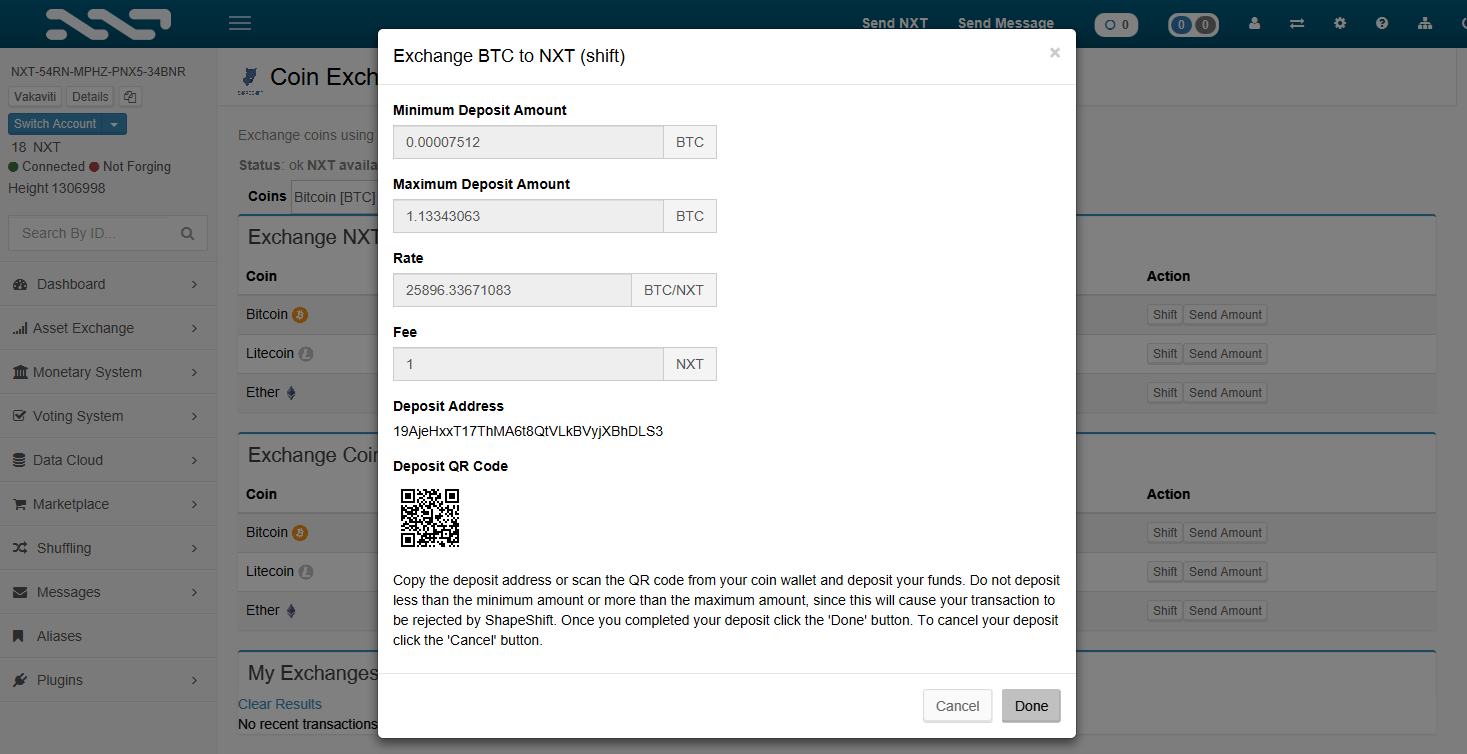 NXT
Send NXT
Send Message
0
0
0
NXT-54RN-MPHZ-PNX5-34BNR
Vakaviti
Details
Switch Account
18 NXT
Connected
Not Forging
Height 1306998
Search By ID...
Dashboard
Asset Exchange
Monetary System
Voting System
Data Cloud
Marketplace
Shuffling
Messages
Aliases
Plugins
Coin Exch
Exchange coins using
Status: ok NXT availa
Coins
Bitcoin [BTC]
Exchange NXT
Coin
Action
Bitcoin
Shift
Send Amount
Litecoin
Shift
Send Amount
Ether
Shift
Send Amount
Exchange Coin
Coin
Action
Bitcoin
Shift
Send Amount
Litecoin
Shift
Send Amount
Ether
Shift
Send Amount
My Exchanges
Clear Results
No recent transactions
Exchange BTC to NXT (shift)
×
Minimum Deposit Amount
0.00007512
BTC
Maximum Deposit Amount
1.13343063
BTC
Rate
25896.33671083
BTC/NXT
Fee
1
NXT
Deposit Address
19AjeHxxT17ThMA6t8QtVLkBVyjXBhDLS3
Deposit QR Code
Copy the deposit address or scan the QR code from your coin wallet and deposit your funds. Do not deposit
less than the minimum amount or more than the maximum amount, since this will cause your transaction to
be rejected by ShapeShift. Once you completed your deposit click the 'Done' button. To cancel your deposit
click the 'Cancel' button.
Cancel
Done